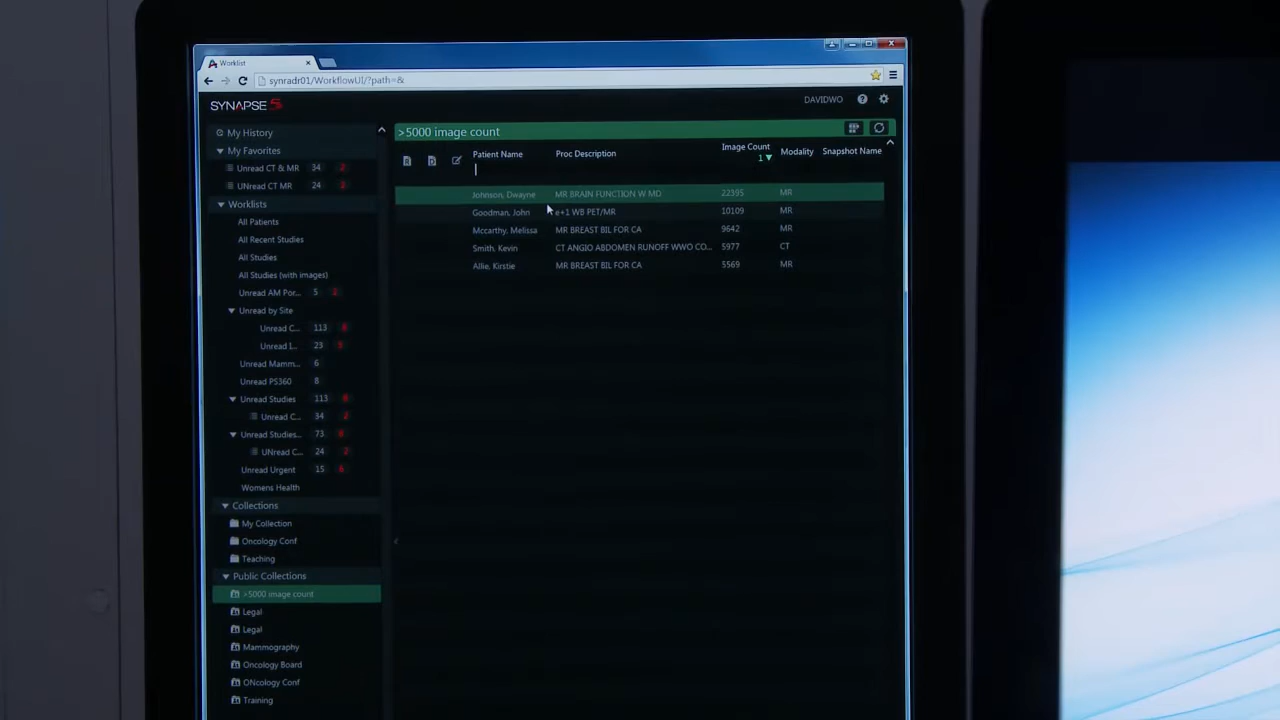 Worklist
synradr01/WorkflowUI/?path=&
SYNAPSE 5
DAVIDWO
My History
My Favorites
Unread CT & MR 34 2
UNread CT MR 24 2
Worklists
All Patients
All Recent Studies
All Studies
All Studies (with images)
Unread AM Por... 5 2
Unread by Site
Unread C... 113
Unread I... 23
Unread Mamm... 6
Unread PS360 8
Unread Studies 113
Unread C... 34 2
Unread Studies... 73
UNread C... 24 2
Unread Urgent 15
Womens Health
Collections
My Collection
Oncology Conf
Teaching
Public Collections
>5000 image count
Legal
Legal
Mammography
Oncology Board
ONcology Conf
Training
>5000 image count
Patient Name Proc Description Image Count 1 Modality Snapshot Name
Johnson, Dwayne MR BRAIN FUNCTION W MD 22395 MR
Goodman, John e+1 WB PET/MR 10109 MR
Mccarthy, Melissa MR BREAST BIL FOR CA 9642 MR
Smith, Kevin CT ANGIO ABDOMEN RUNOFF WWO CO... 5977 CT
Allie, Kirstie MR BREAST BIL FOR CA 5569 MR